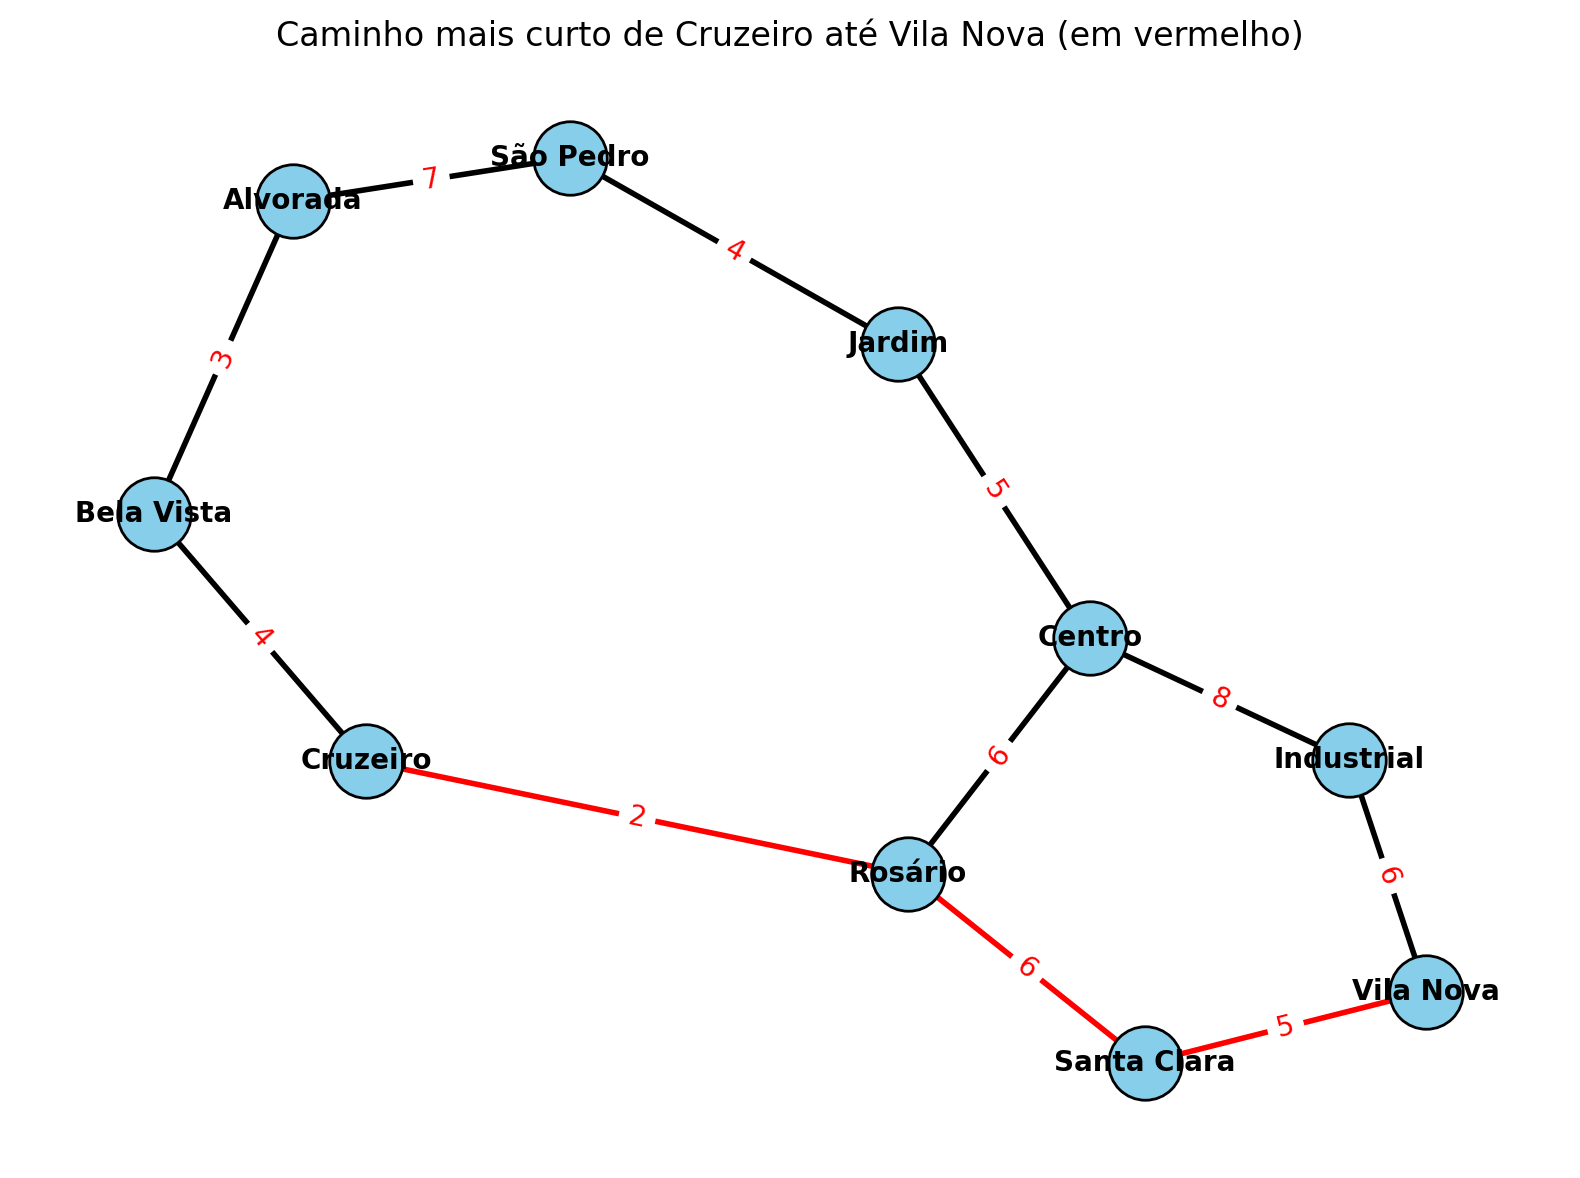 Caminho mais curto de Cruzeiro até Vila Nova (em vermelho)
São Pedro
7
Alvorada
4
Jardim
3
5
Bela Vista
4
Centro
8
6
Cruzeiro
Industrial
2
Rosário
6
6
Vila Nova
5
Santa Clara